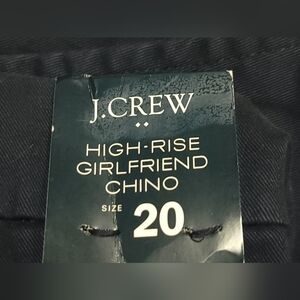 J.CREW
HIGH-RISE
GIRLFRIEND
CHINO
SIZE 20